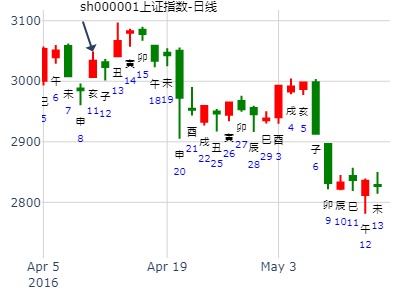 sh000001上证指数-日线
3100
3000
2900
2800
巳
5
午
6
未
7
申
8
亥
11
子
12
丑
13
寅
14
卯
15
午
18
未
19
申
20
酉
21
戌
22
丑
25
寅
26
卯
27
辰
28
巳
29
酉
3
戌
4
亥
5
子
6
卯
9
辰
10
巳
11
午
12
未
13
Apr 5
2016
Apr 19
May 3